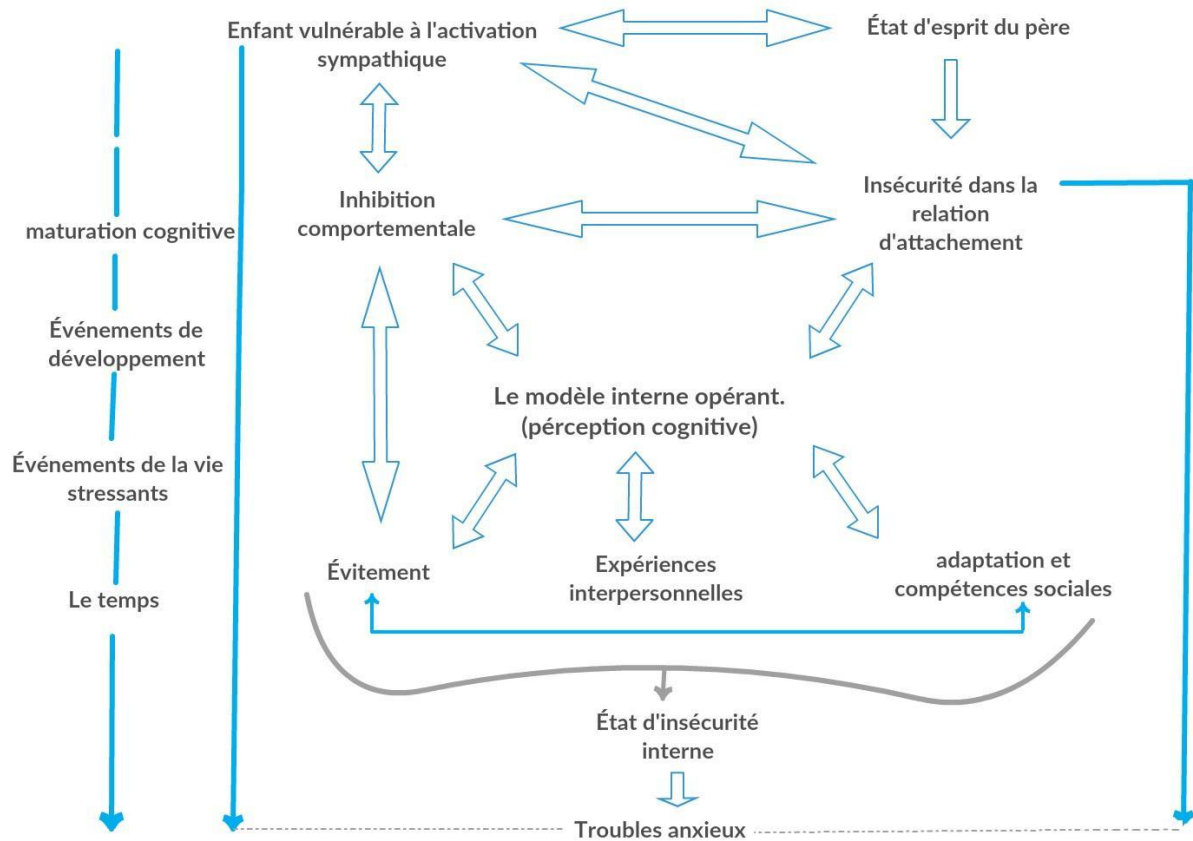 Enfant vulnérable à l'activation
sympathique
État d'esprit du père
maturation cognitive
Inhibition
comportementale
Insécurité dans la
relation
d'attachement
Événements de
développement
Le modèle interne opérant.
(pérception cognitive)
Événements de la vie
stressants
Évitement
Expériences
interpersonnelles
adaptation et
compétences sociales
Le temps
État d'insécurité
interne
Troubles anxieux